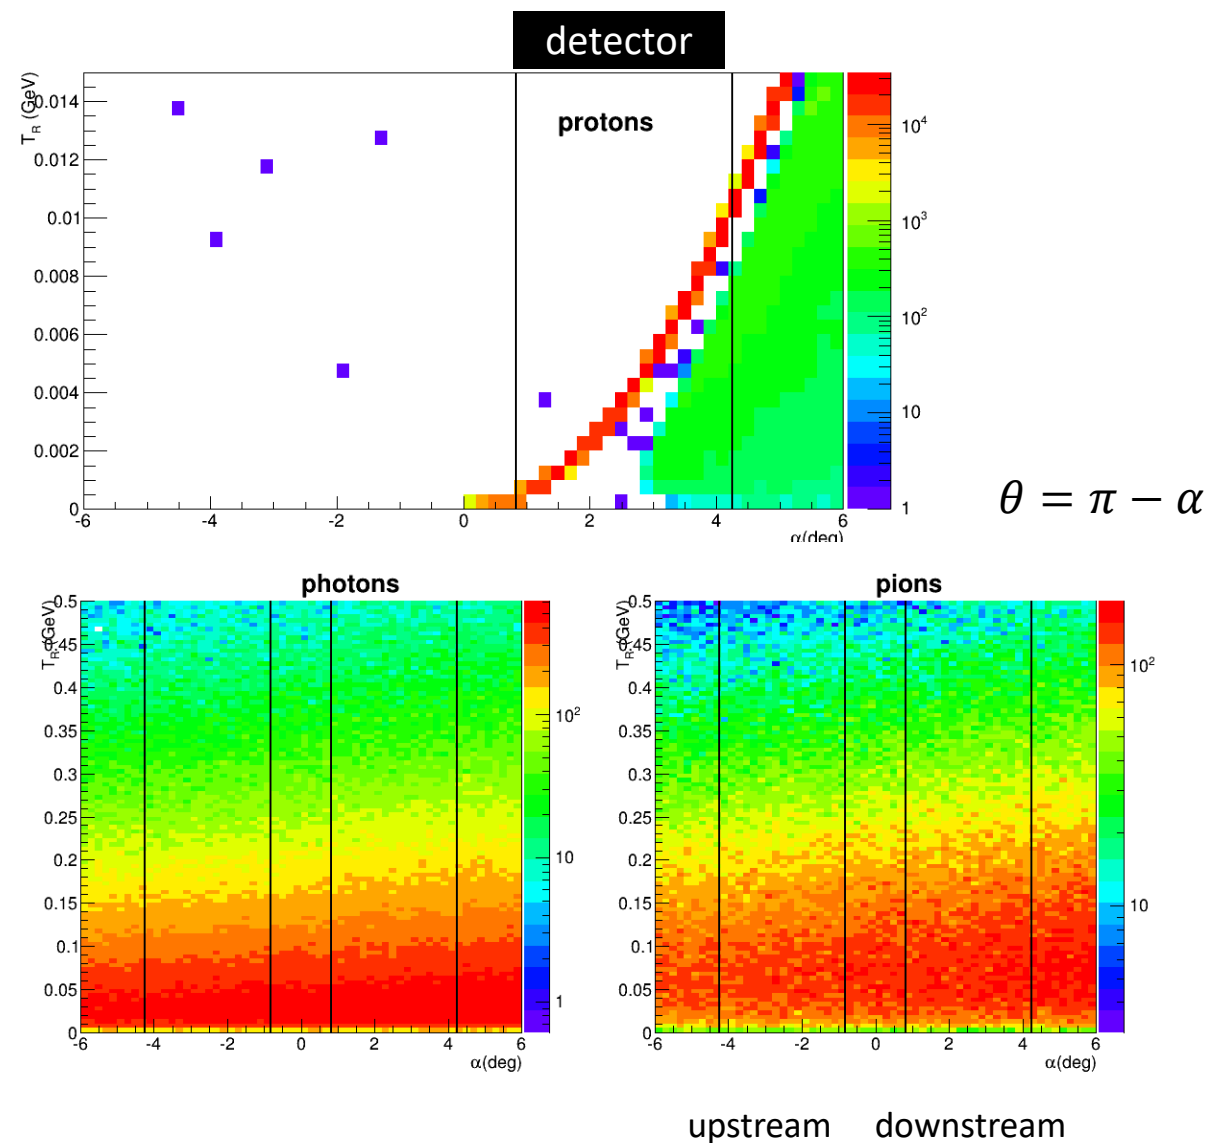 detector
T_R (GeV)
protons
0.014
0.012
0.01
0.008
0.006
0.004
0.002
0
-6 -4 -2 0 2 4 6
α(deg)
10^4
10^3
10^2
10
1
θ = π − α
photons
T_R (GeV)
0.5
0.45
0.4
0.35
0.3
0.25
0.2
0.15
0.1
0.05
0
-6 -4 -2 0 2 4 6
α(deg)
10^2
10
1
pions
T_R (GeV)
0.5
0.45
0.4
0.35
0.3
0.25
0.2
0.15
0.1
0.05
0
-6 -4 -2 0 2 4 6
α(deg)
10^2
10
upstream downstream